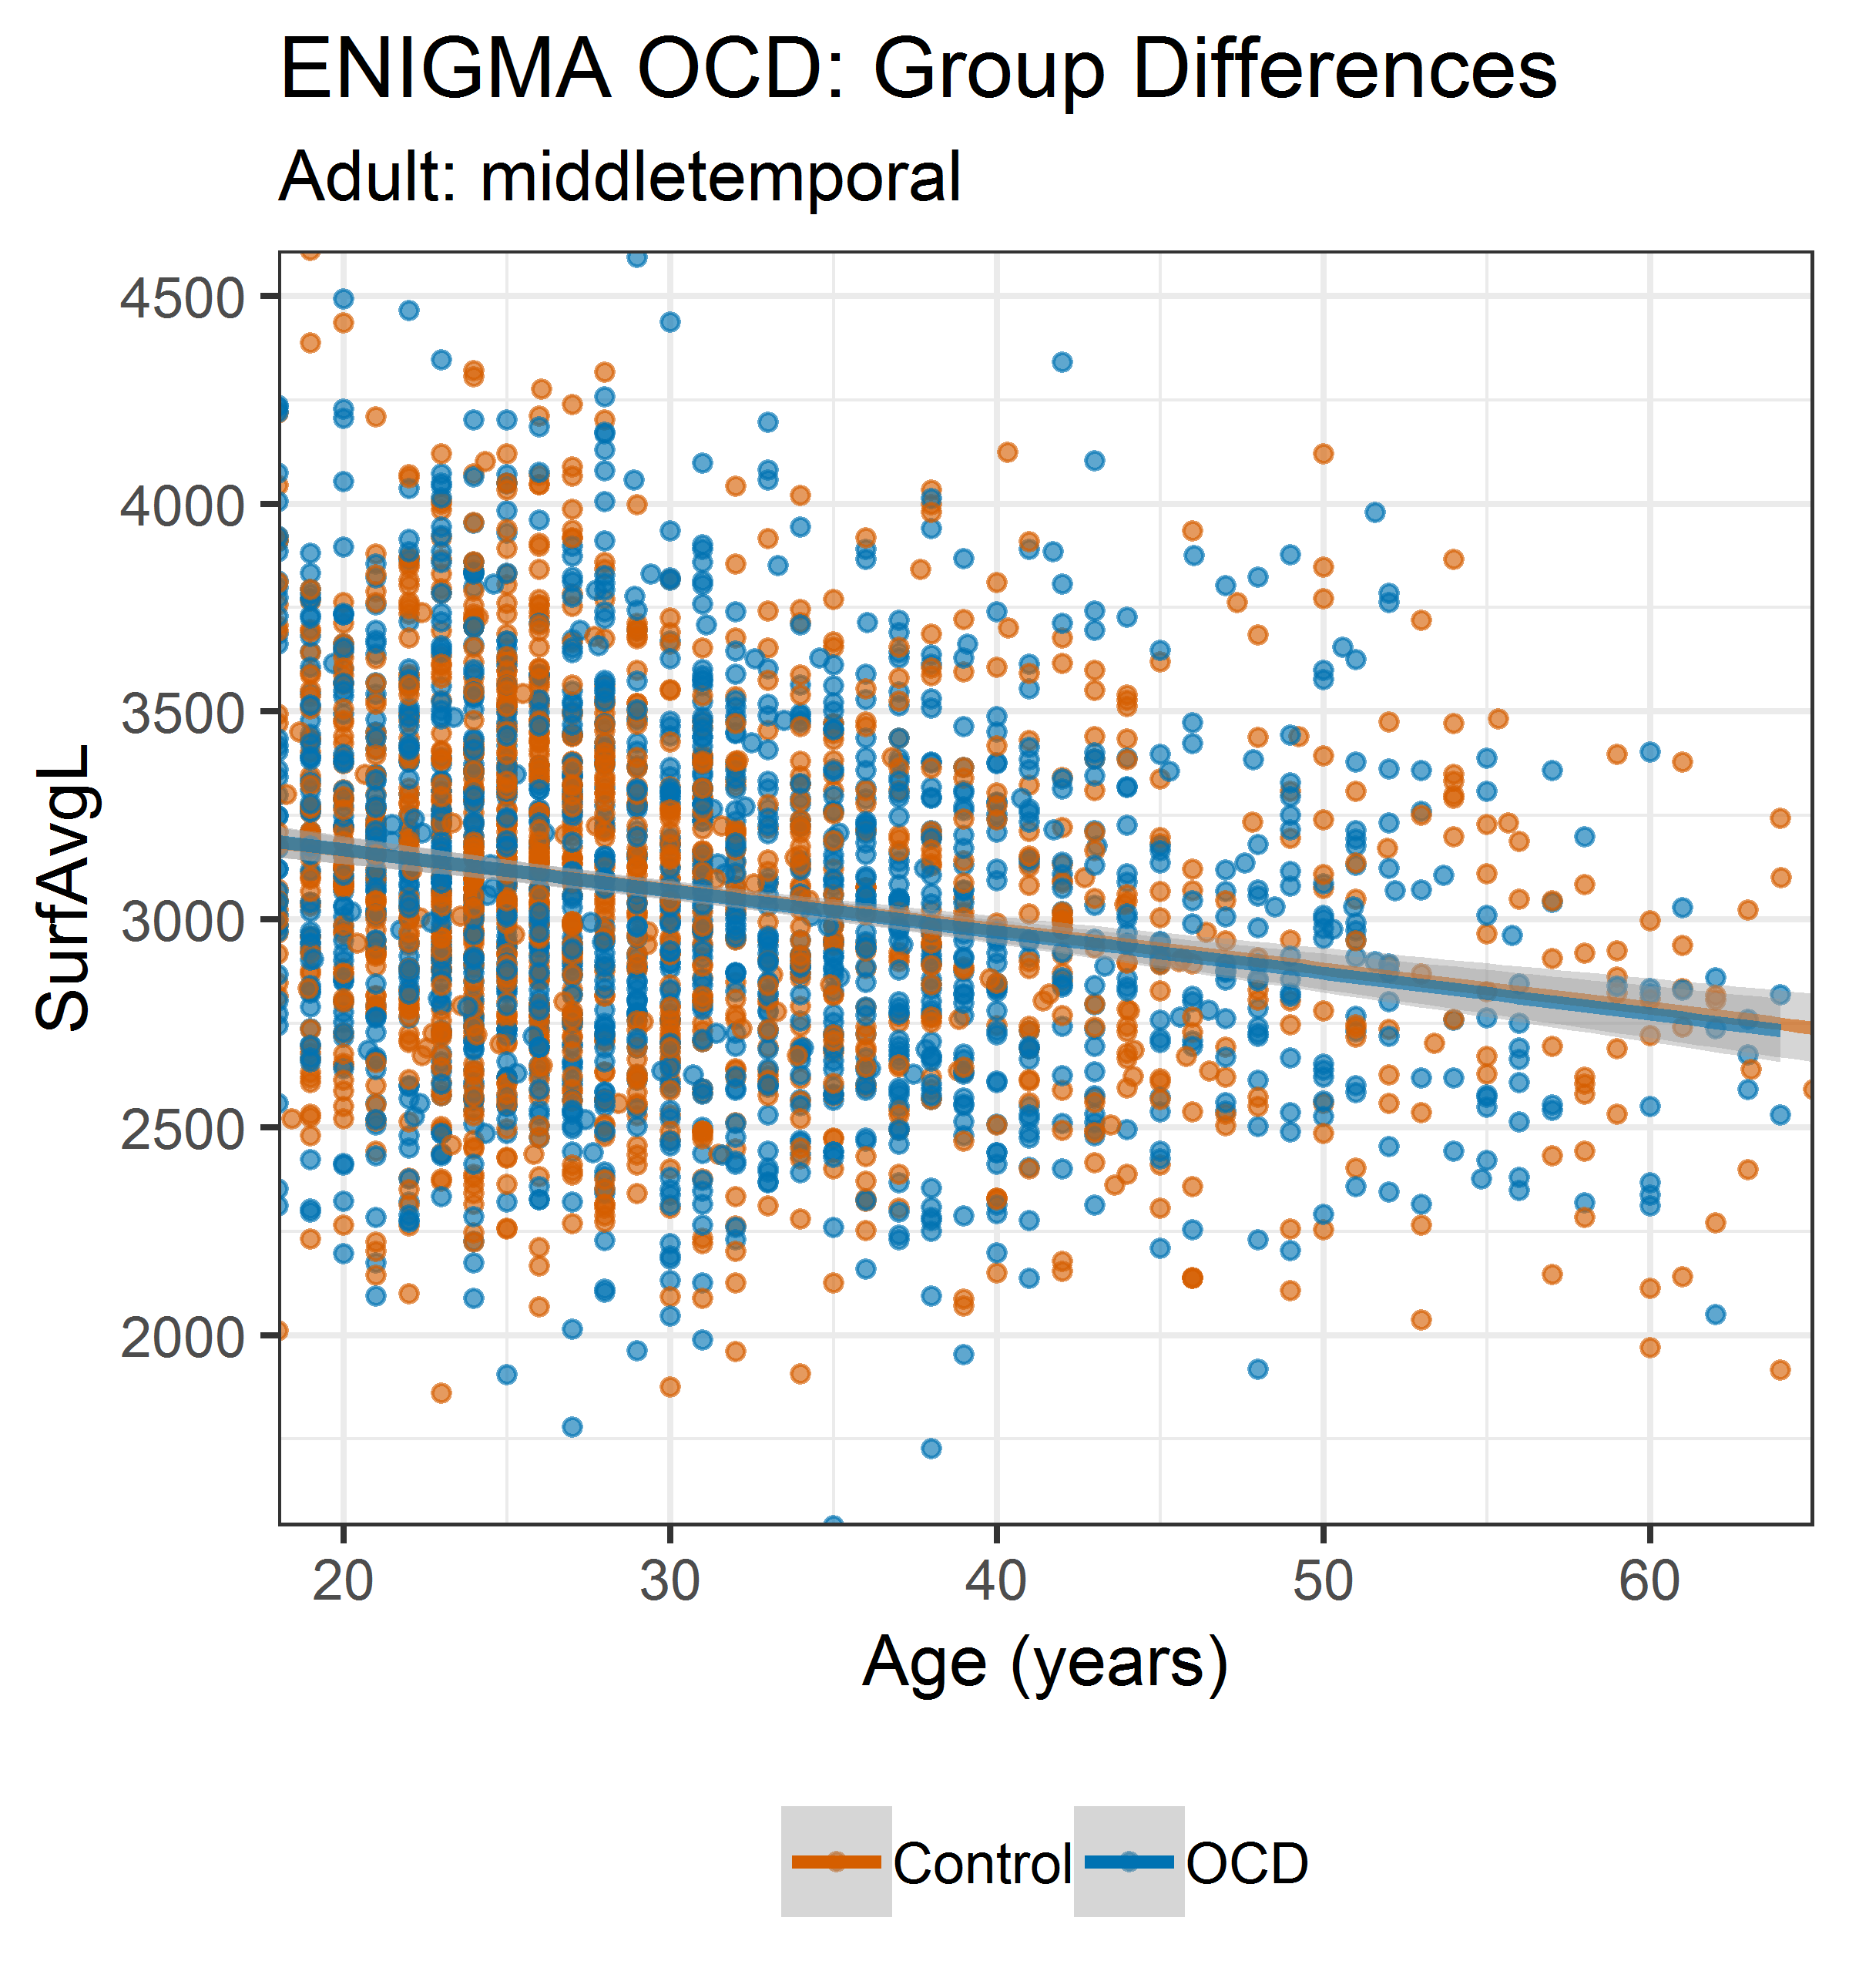 ENIGMA OCD: Group Differences
Adult: middletemporal
4500
4000
3500
3000
2500
2000
SurfAvgL
20 30 40 50 60
Age (years)
Control OCD